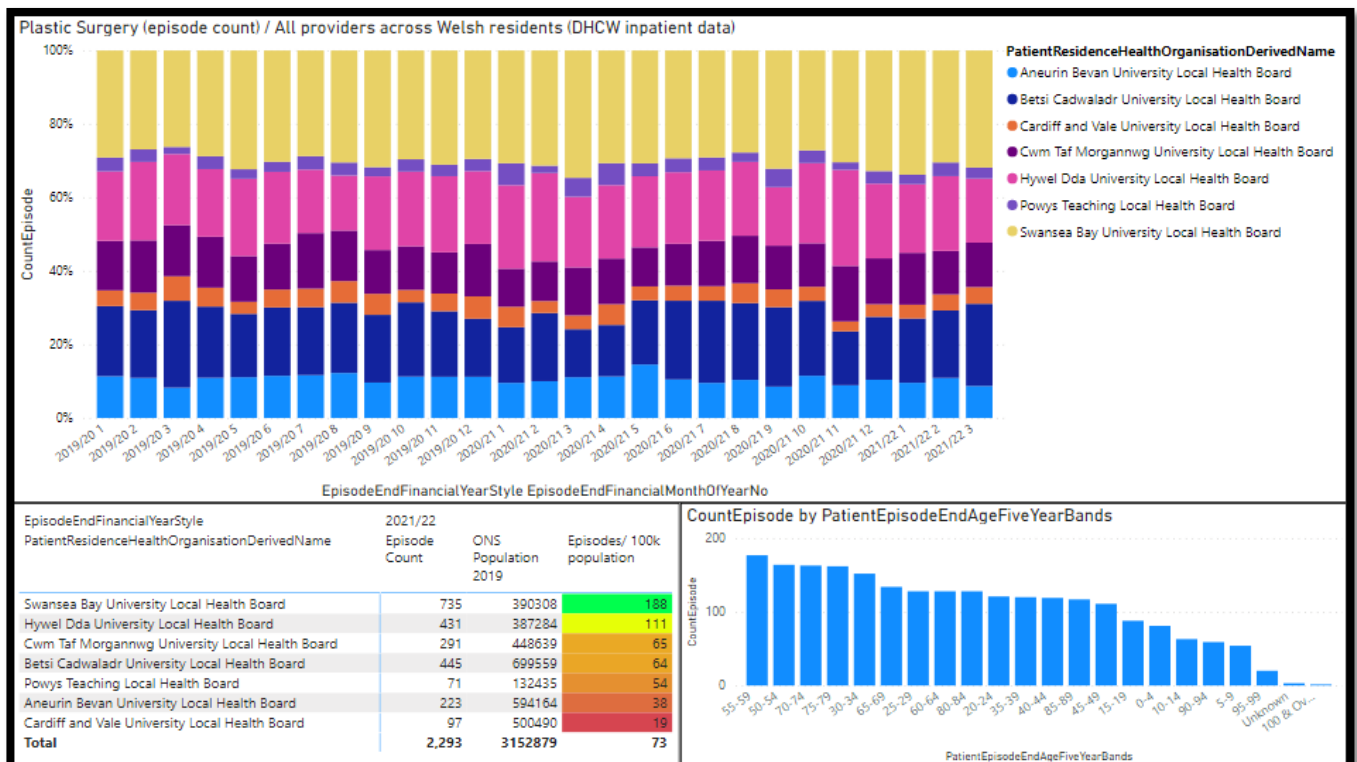 Plastic Surgery (episode count) / All providers across Welsh residents (DHCW inpatient data)
100%
80%
60%
40%
20%
0%
CountEpisode
2019/20 1
2019/20 2
2019/20 3
2019/20 4
2019/20 5
2019/20 6
2019/20 7
2019/20 8
2019/20 9
2019/20 10
2019/20 11
2019/20 12
2020/21 1
2020/21 2
2020/21 3
2020/21 4
2020/21 5
2020/21 6
2020/21 7
2020/21 8
2020/21 9
2020/21 10
2020/21 11
2020/21 12
2021/22 1
2021/22 2
2021/22 3
EpisodeEndFinancialYearStyle EpisodeEndFinancialMonthOfYearNo
PatientResidenceHealthOrganisationDerivedName
Aneurin Bevan University Local Health Board
Betsi Cadwaladr University Local Health Board
Cardiff and Vale University Local Health Board
Cwm Taf Morgannwg University Local Health Board
Hywel Dda University Local Health Board
Powys Teaching Local Health Board
Swansea Bay University Local Health Board
EpisodeEndFinancialYearStyle 2021/22
PatientResidenceHealthOrganisationDerivedName Episode ONS Episodes/ 100k
Count Population population
2019
Swansea Bay University Local Health Board 735 390308 188
Hywel Dda University Local Health Board 431 387284 111
Cwm Taf Morgannwg University Local Health Board 291 448639 65
Betsi Cadwaladr University Local Health Board 445 699559 64
Powys Teaching Local Health Board 71 132435 54
Aneurin Bevan University Local Health Board 223 594164 38
Cardiff and Vale University Local Health Board 97 500490 19
Total 2,293 3152879 73
CountEpisode by PatientEpisodeEndAgeFiveYearBands
200
100
0
CountEpisode
55-59
50-54
70-74
75-79
30-34
65-69
25-29
60-64
80-84
20-24
35-39
40-44
85-89
45-49
15-19
0-4
10-14
90-94
5-9
95-99
Unknown
100 & Ov...
PatientEpisodeEndAgeFiveYearBands